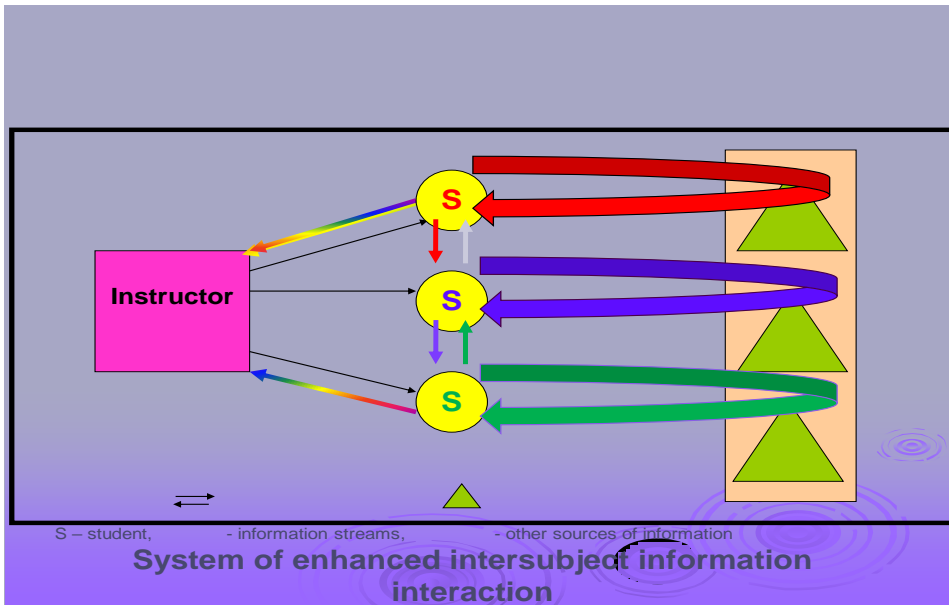 S
Instructor
S
S
S – student, - information streams, - other sources of information
System of enhanced intersubject information
interaction